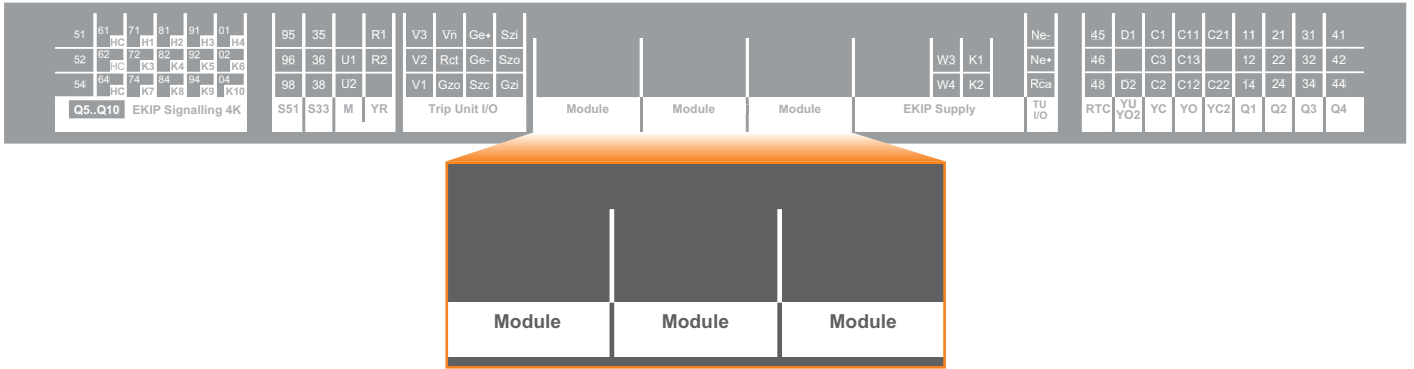 61 71 81 91 01
51 95 35 R1 V3 Vn Ge+ Szi Ne- 45 D1 C1 C11 C21 11 21 31 41
HC H1 H2 H3 H4
62 72 82 92 02
52 96 36 U1 R2 V2 Rct Ge- Szo W3 K1 Ne+ 46 C3 C13 12 22 32 42
HC K3 K4 K5 K6
64 74 84 94 04
54 98 38 U2 V1 Gzo Szc Gzi W4 K2 Rca 48 D2 C2 C12 C22 14 24 34 44
HC K7 K8 K9 K10
Q5..Q10 EKIP Signalling 4K S51 S33 M YR Trip Unit I/O Module Module Module EKIP Supply TU I/O RTC YU YO2 YC YO YC2 Q1 Q2 Q3 Q4
Module Module Module